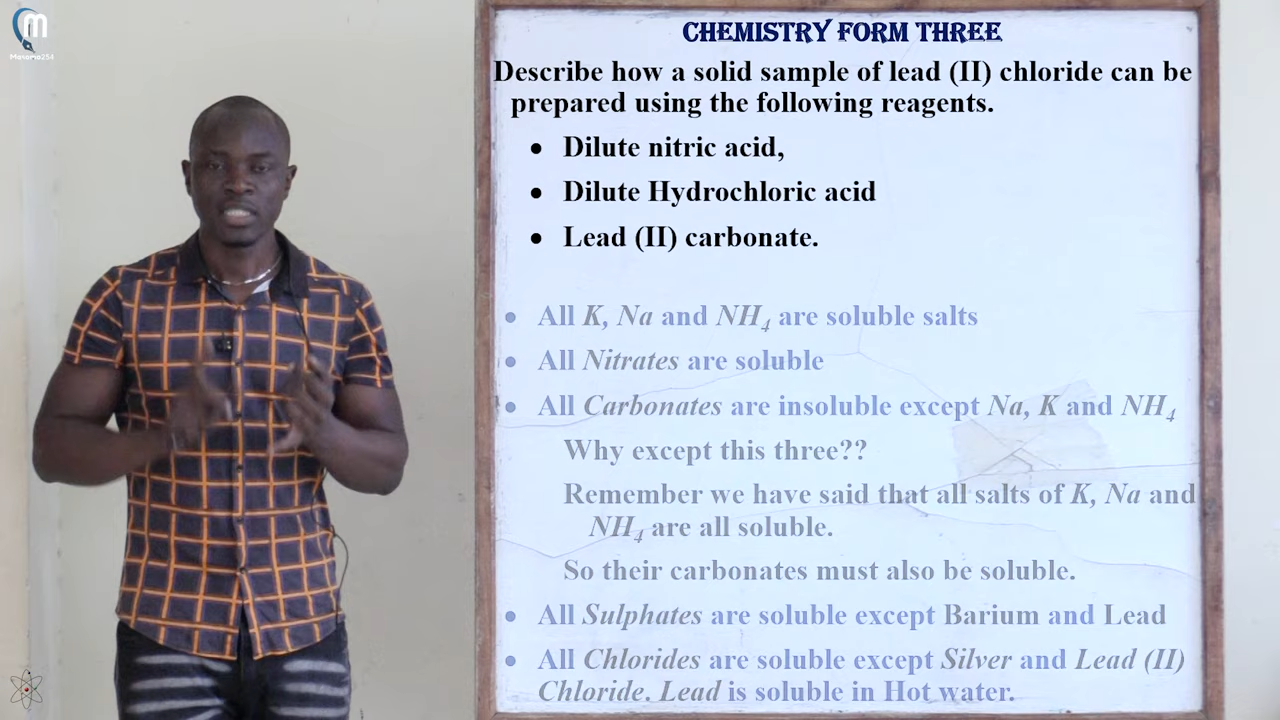 Masomo254
CHEMISTRY FORM THREE
Describe how a solid sample of lead (II) chloride can be
prepared using the following reagents.
• Dilute nitric acid,
• Dilute Hydrochloric acid
• Lead (II) carbonate.
• All K, Na and NH4 are soluble salts
• All Nitrates are soluble
• All Carbonates are insoluble except Na, K and NH4
Why except this three??
Remember we have said that all salts of K, Na and
NH4 are all soluble.
So their carbonates must also be soluble.
• All Sulphates are soluble except Barium and Lead
• All Chlorides are soluble except Silver and Lead (II)
Chloride. Lead is soluble in Hot water.